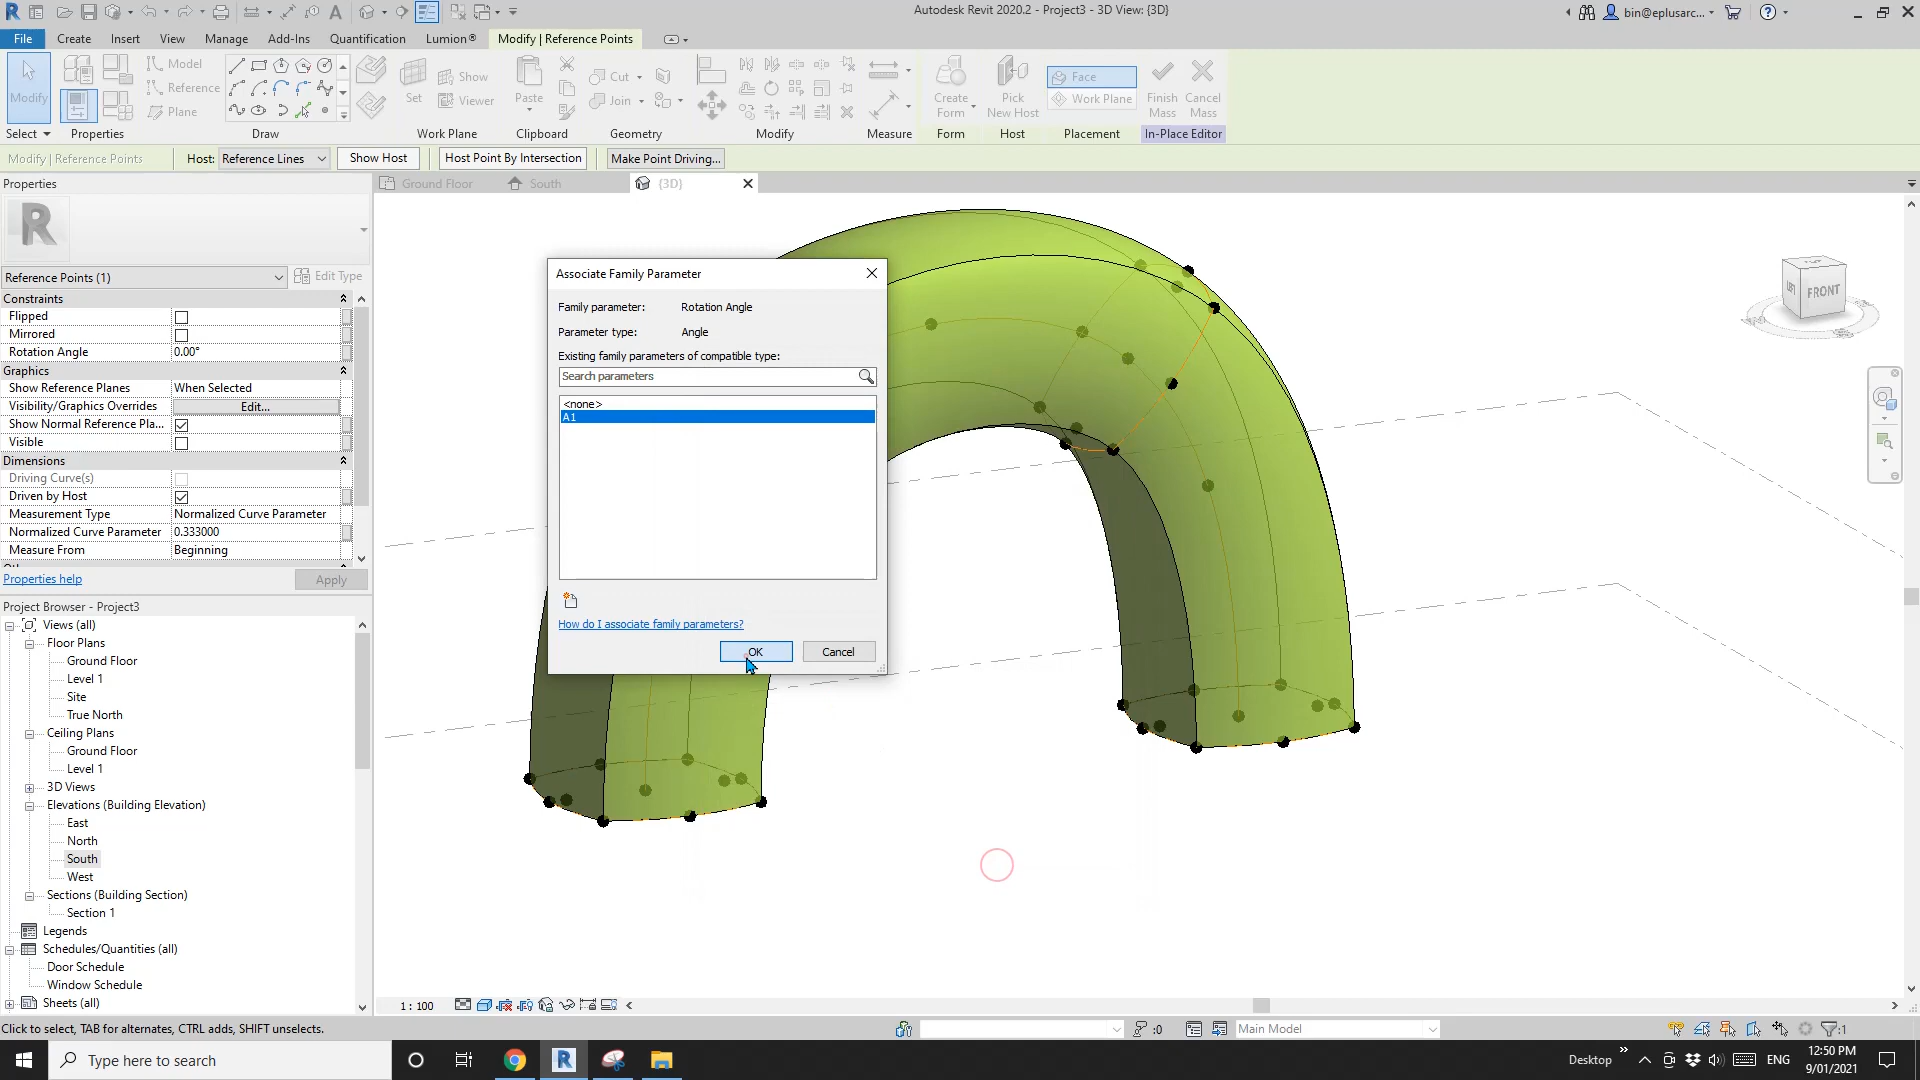 Autodesk Revit 2020.2 - Project3 - 3D View: {3D}
bin@eplusarc...
File Create Insert View Manage Add-Ins Quantification Lumion® Modify | Reference Points
Modify
Model
Reference
Plane
Set
Show
Viewer
Paste
Cut
Join
Create Form
Pick New Host
Face
Work Plane
Finish Mass
Cancel Mass
Select Properties Draw Work Plane Clipboard Geometry Modify Measure Form Host Placement In-Place Editor
Modify | Reference Points Host: Reference Lines Show Host Host Point By Intersection Make Point Driving...
Properties
Ground Floor South {3D}
R
Reference Points (1) Edit Type
Constraints
Flipped
Mirrored
Rotation Angle 0.00°
Graphics
Show Reference Planes When Selected
Visibility/Graphics Overrides Edit...
Show Normal Reference Pla...
Visible
Dimensions
Driving Curve(s)
Driven by Host
Measurement Type Normalized Curve Parameter
Normalized Curve Parameter 0.333000
Measure From Beginning
Properties help Apply
Project Browser - Project3
Views (all)
Floor Plans
Ground Floor
Level 1
Site
True North
Ceiling Plans
Ground Floor
Level 1
3D Views
Elevations (Building Elevation)
East
North
South
West
Sections (Building Section)
Section 1
Legends
Schedules/Quantities (all)
Door Schedule
Window Schedule
Sheets (all)
Associate Family Parameter
Family parameter: Rotation Angle
Parameter type: Angle
Existing family parameters of compatible type:
Search parameters
<none>
A1
How do I associate family parameters?
OK Cancel
LEFT FRONT
1 : 100
Click to select, TAB for alternates, CTRL adds, SHIFT unselects.
:0
Main Model
:1
Type here to search
Desktop
ENG
12:50 PM
9/01/2021